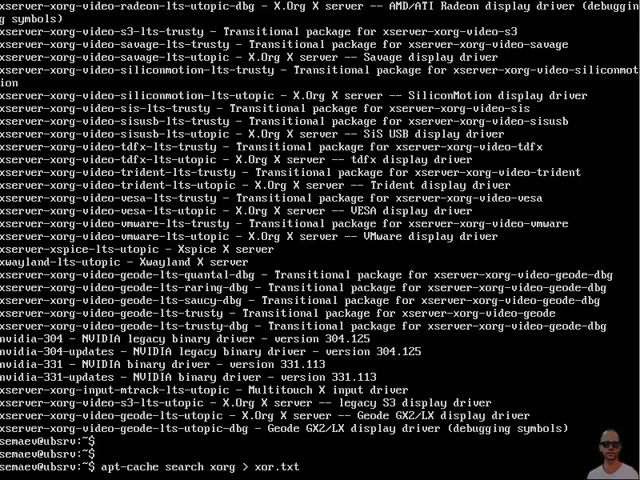 xserver-xorg-video-radeon-lts-utopic-dbg - X.Org X server -- AMD/ATI Radeon display driver (debuggin
g symbols)
xserver-xorg-video-s3-lts-trusty - Transitional package for xserver-xorg-video-s3
xserver-xorg-video-savage-lts-trusty - Transitional package for xserver-xorg-video-savage
xserver-xorg-video-savage-lts-utopic - X.Org X server -- Savage display driver
xserver-xorg-video-siliconmotion-lts-trusty - Transitional package for xserver-xorg-video-siliconmot
ion
xserver-xorg-video-siliconmotion-lts-utopic - X.Org X server -- SiliconMotion display driver
xserver-xorg-video-sis-lts-trusty - Transitional package for xserver-xorg-video-sis
xserver-xorg-video-sisusb-lts-trusty - Transitional package for xserver-xorg-video-sisusb
xserver-xorg-video-sisusb-lts-utopic - X.Org X server -- SiS USB display driver
xserver-xorg-video-tdfx-lts-trusty - Transitional package for xserver-xorg-video-tdfx
xserver-xorg-video-tdfx-lts-utopic - X.Org X server -- tdfx display driver
xserver-xorg-video-trident-lts-trusty - Transitional package for xserver-xorg-video-trident
xserver-xorg-video-trident-lts-utopic - X.Org X server -- Trident display driver
xserver-xorg-video-vesa-lts-trusty - Transitional package for xserver-xorg-video-vesa
xserver-xorg-video-vesa-lts-utopic - X.Org X server -- VESA display driver
xserver-xorg-video-vmware-lts-trusty - Transitional package for xserver-xorg-video-vmware
xserver-xorg-video-vmware-lts-utopic - X.Org X server -- VMware display driver
xserver-xspice-lts-utopic - Xspice X server
xwayland-lts-utopic - Xwayland X server
xserver-xorg-video-geode-lts-quantal-dbg - Transitional package for xserver-xorg-video-geode-dbg
xserver-xorg-video-geode-lts-raring-dbg - Transitional package for xserver-xorg-video-geode-dbg
xserver-xorg-video-geode-lts-saucy-dbg - Transitional package for xserver-xorg-video-geode-dbg
xserver-xorg-video-geode-lts-trusty - Transitional package for xserver-xorg-video-geode
xserver-xorg-video-geode-lts-trusty-dbg - Transitional package for xserver-xorg-video-geode-dbg
nvidia-304 - NVIDIA legacy binary driver - version 304.125
nvidia-304-updates - NVIDIA legacy binary driver - version 304.125
nvidia-331 - NVIDIA binary driver - version 331.113
nvidia-331-updates - NVIDIA binary driver - version 331.113
xserver-xorg-input-mtrack-lts-utopic - Multitouch X input driver
xserver-xorg-video-s3-lts-utopic - X.Org X server -- legacy S3 display driver
xserver-xorg-video-geode-lts-utopic - X.Org X server -- Geode GX2/LX display driver
xserver-xorg-video-geode-lts-utopic-dbg - Geode GX2/LX display driver (debugging symbols)
semaev@ubsrv:~$
semaev@ubsrv:~$
semaev@ubsrv:~$ apt-cache search xorg > xor.txt